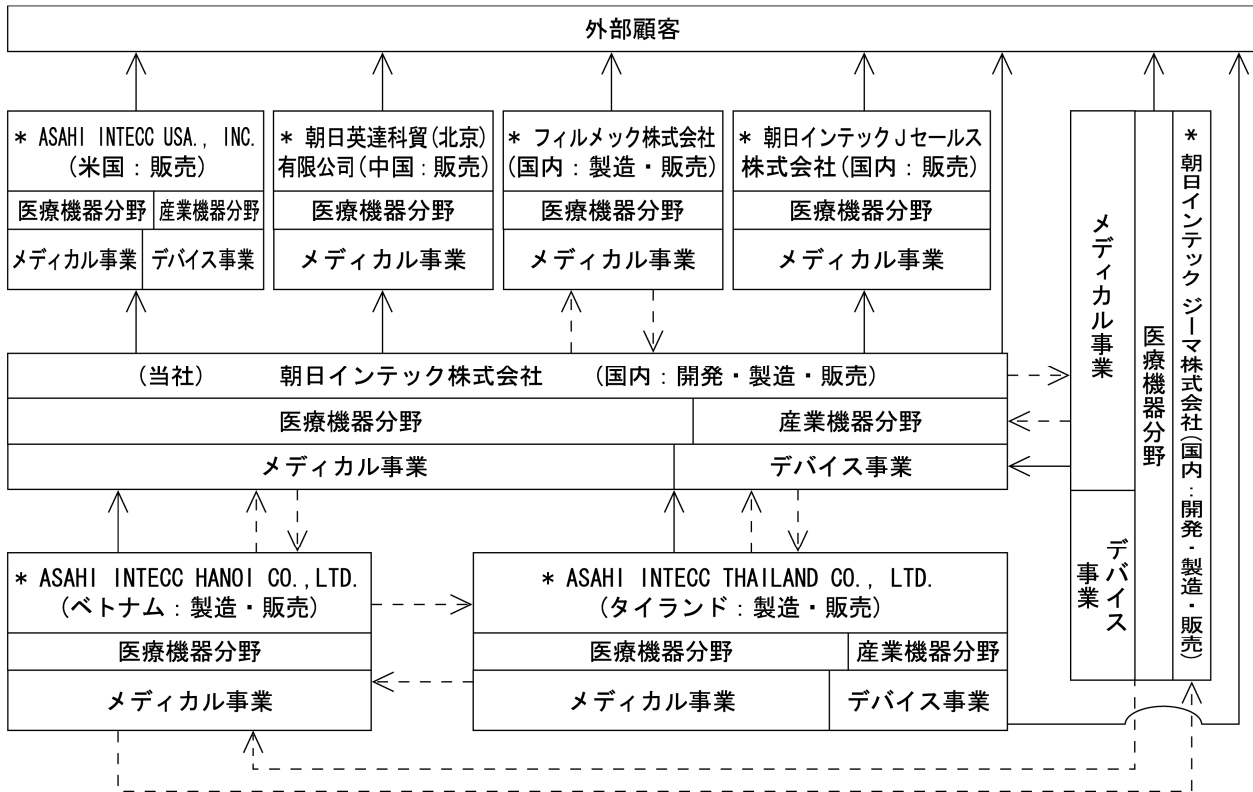 外部顧客
* ASAHI INTECC USA., INC.
(米国：販売)
医療機器分野
産業機器分野
メディカル事業
デバイス事業
* 朝日英達科貿(北京)
有限公司(中国：販売)
医療機器分野
メディカル事業
* フィルメック株式会社
(国内：製造・販売)
医療機器分野
メディカル事業
* 朝日インテックＪセールス
株式会社(国内：販売)
医療機器分野
メディカル事業
(当社) 朝日インテック株式会社 (国内：開発・製造・販売)
医療機器分野
産業機器分野
メディカル事業
デバイス事業
* ASAHI INTECC HANOI CO.,LTD.
(ベトナム：製造・販売)
医療機器分野
メディカル事業
* ASAHI INTECC THAILAND CO., LTD.
(タイランド：製造・販売)
医療機器分野
産業機器分野
メディカル事業
デバイス事業
* 朝日インテック ジーマ株式会社(国内：開発・製造・販売)
医療機器分野
メディカル事業
デバイス
事業